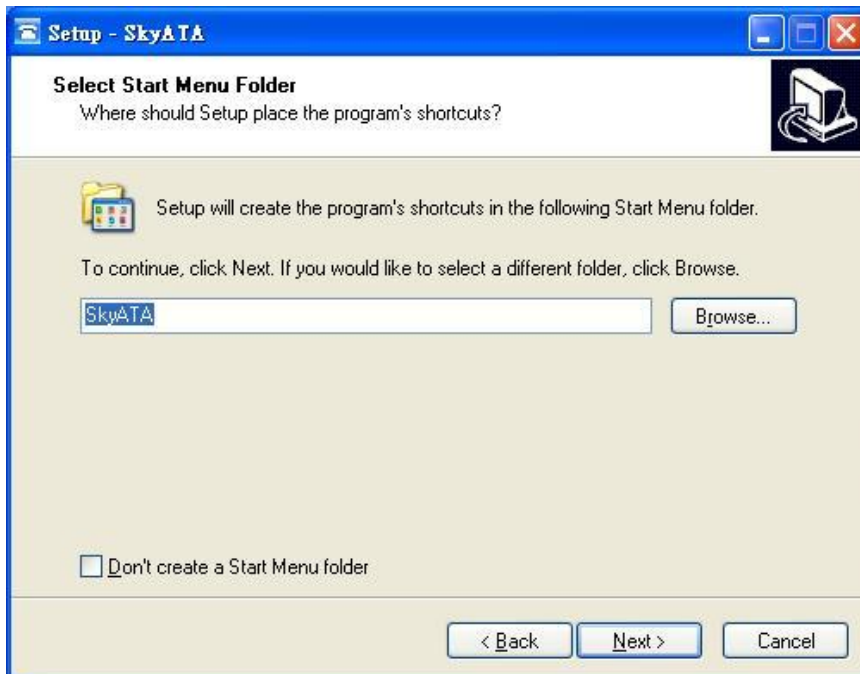 Setup - SkyATA
Select Start Menu Folder
Where should Setup place the program's shortcuts?
Setup will create the program's shortcuts in the following Start Menu folder.
To continue, click Next. If you would like to select a different folder, click Browse.
SkyATA
Browse...
Don't create a Start Menu folder
< Back
Next >
Cancel